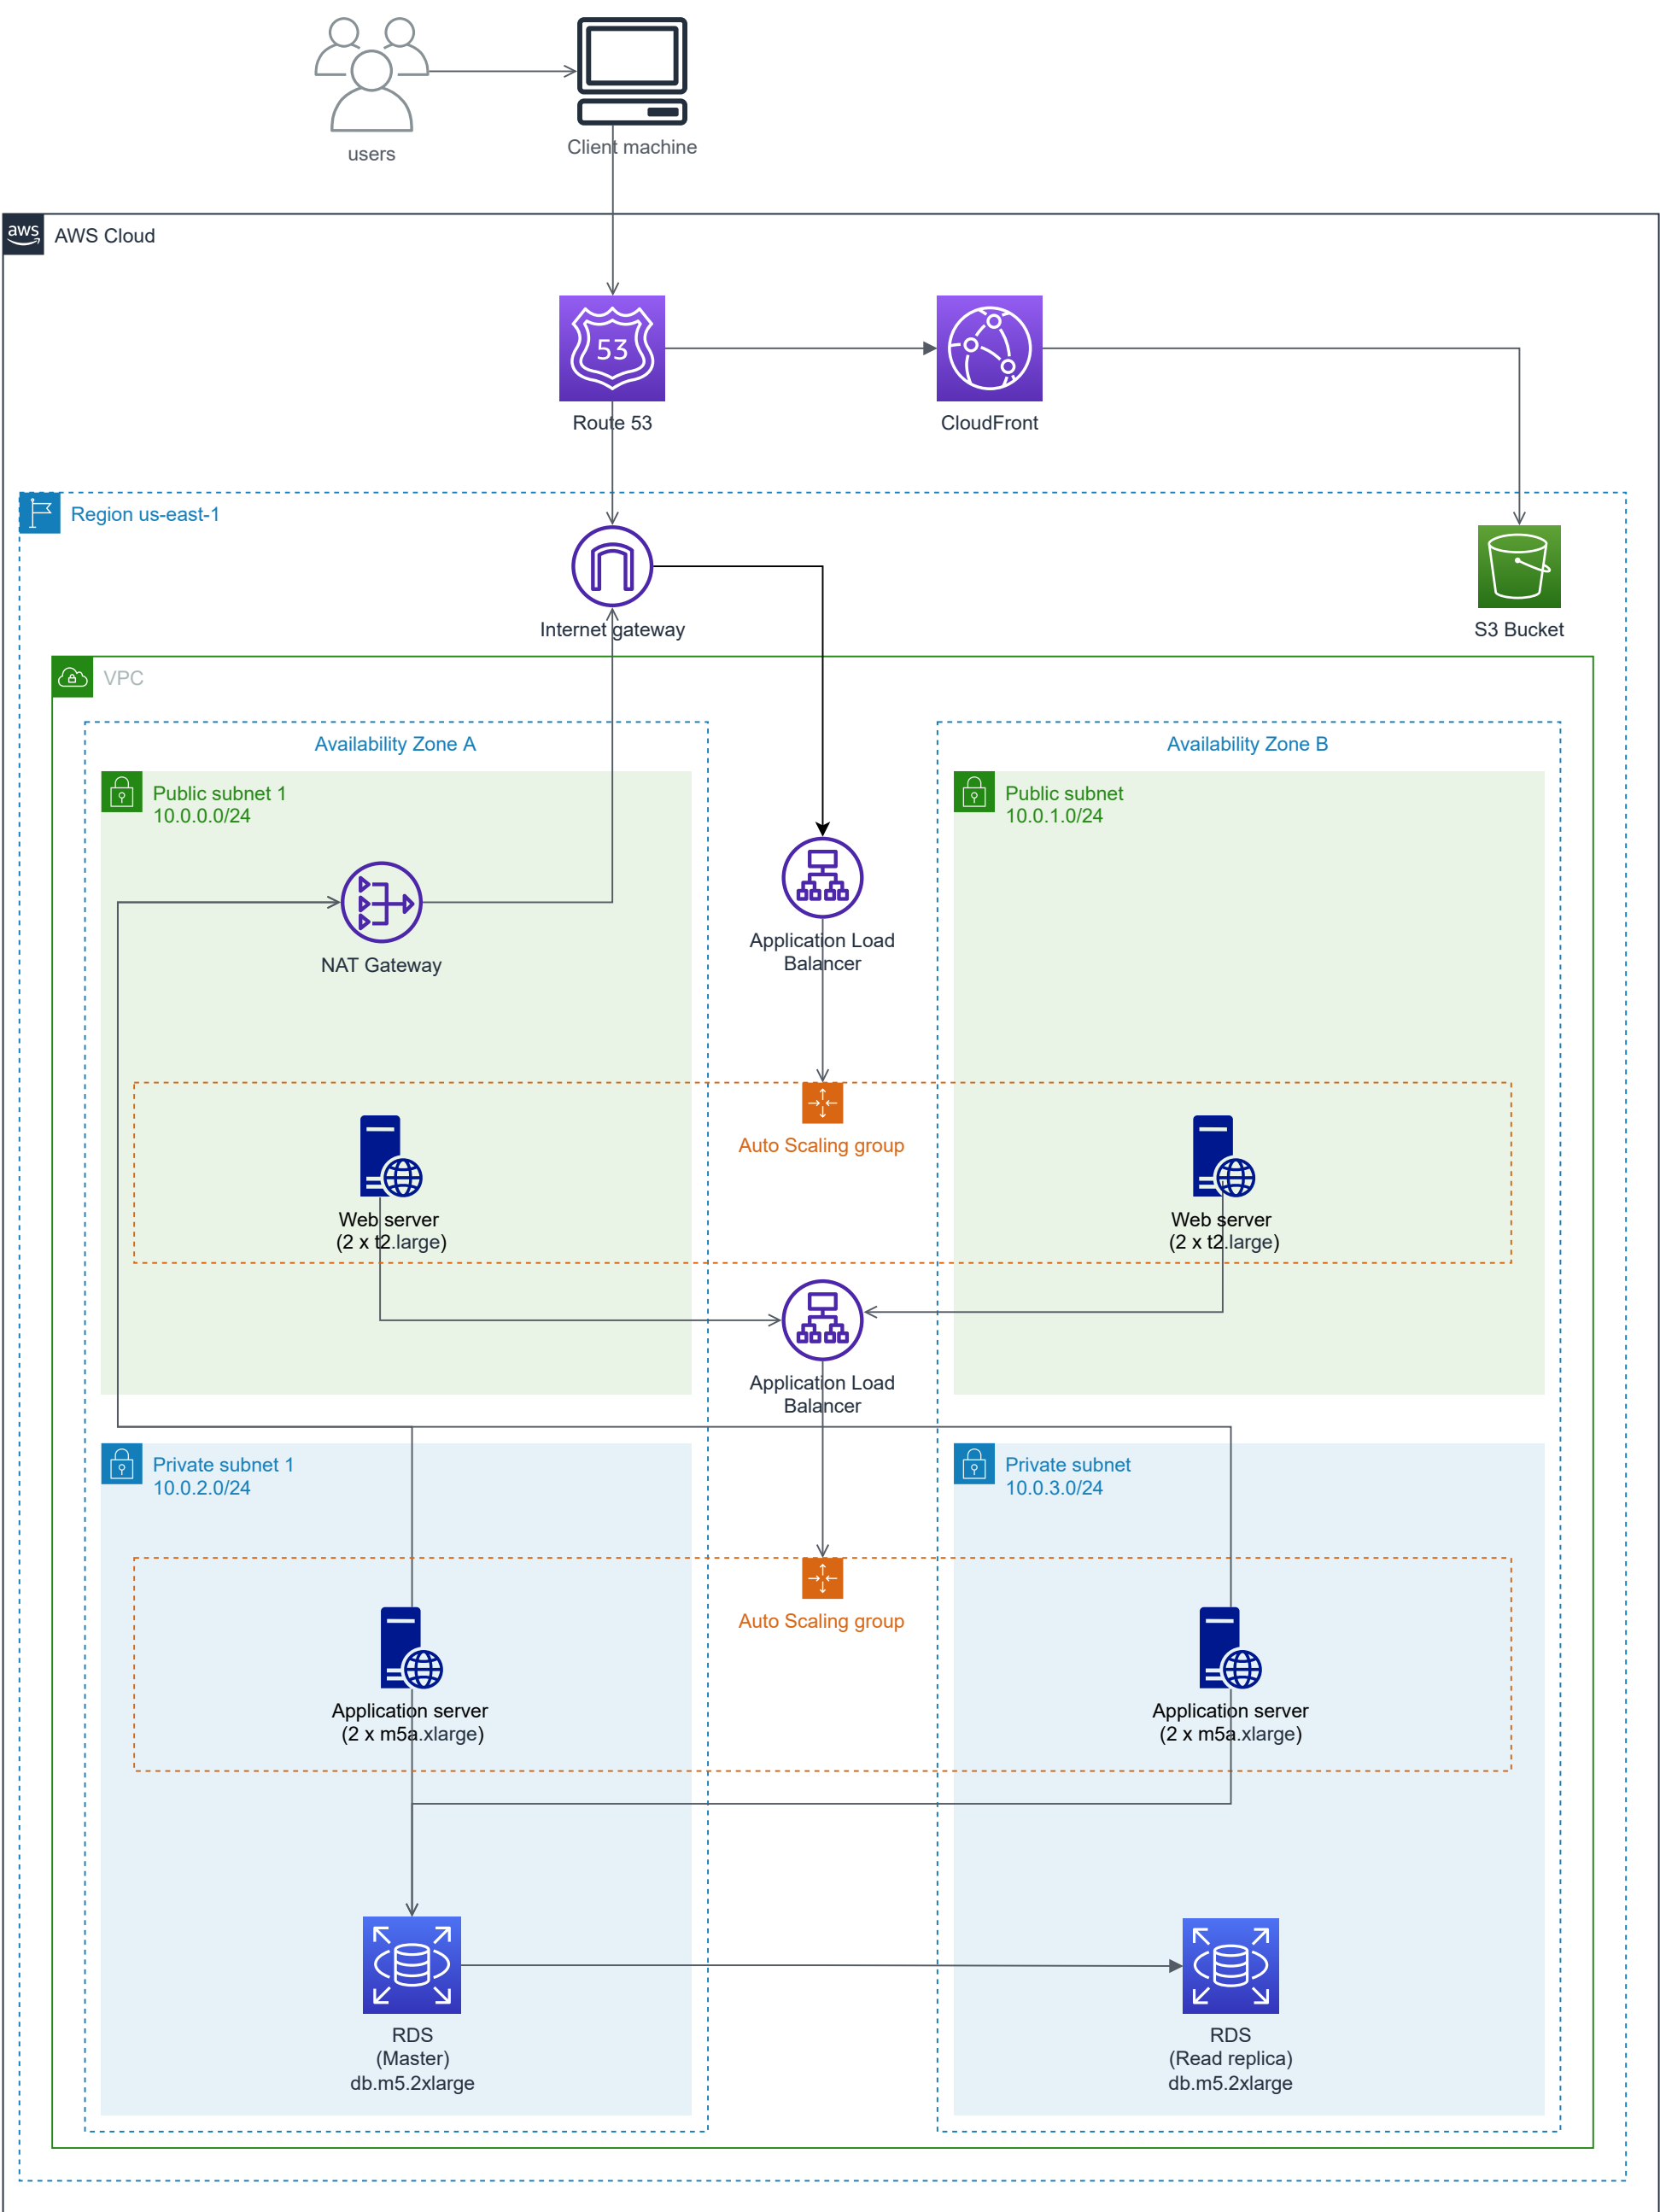 users
Client machine
aws
AWS Cloud
53
Route 53
CloudFront
Region us-east-1
Internet gateway
S3 Bucket
VPC
Availability Zone A
Availability Zone B
Public subnet 1
10.0.0.0/24
Public subnet
10.0.1.0/24
NAT Gateway
Application Load
Balancer
Auto Scaling group
Web server
(2 x t2.large)
Web server
(2 x t2.large)
Application Load
Balancer
Private subnet 1
10.0.2.0/24
Private subnet
10.0.3.0/24
Auto Scaling group
Application server
(2 x m5a.xlarge)
Application server
(2 x m5a.xlarge)
RDS
(Master)
db.m5.2xlarge
RDS
(Read replica)
db.m5.2xlarge